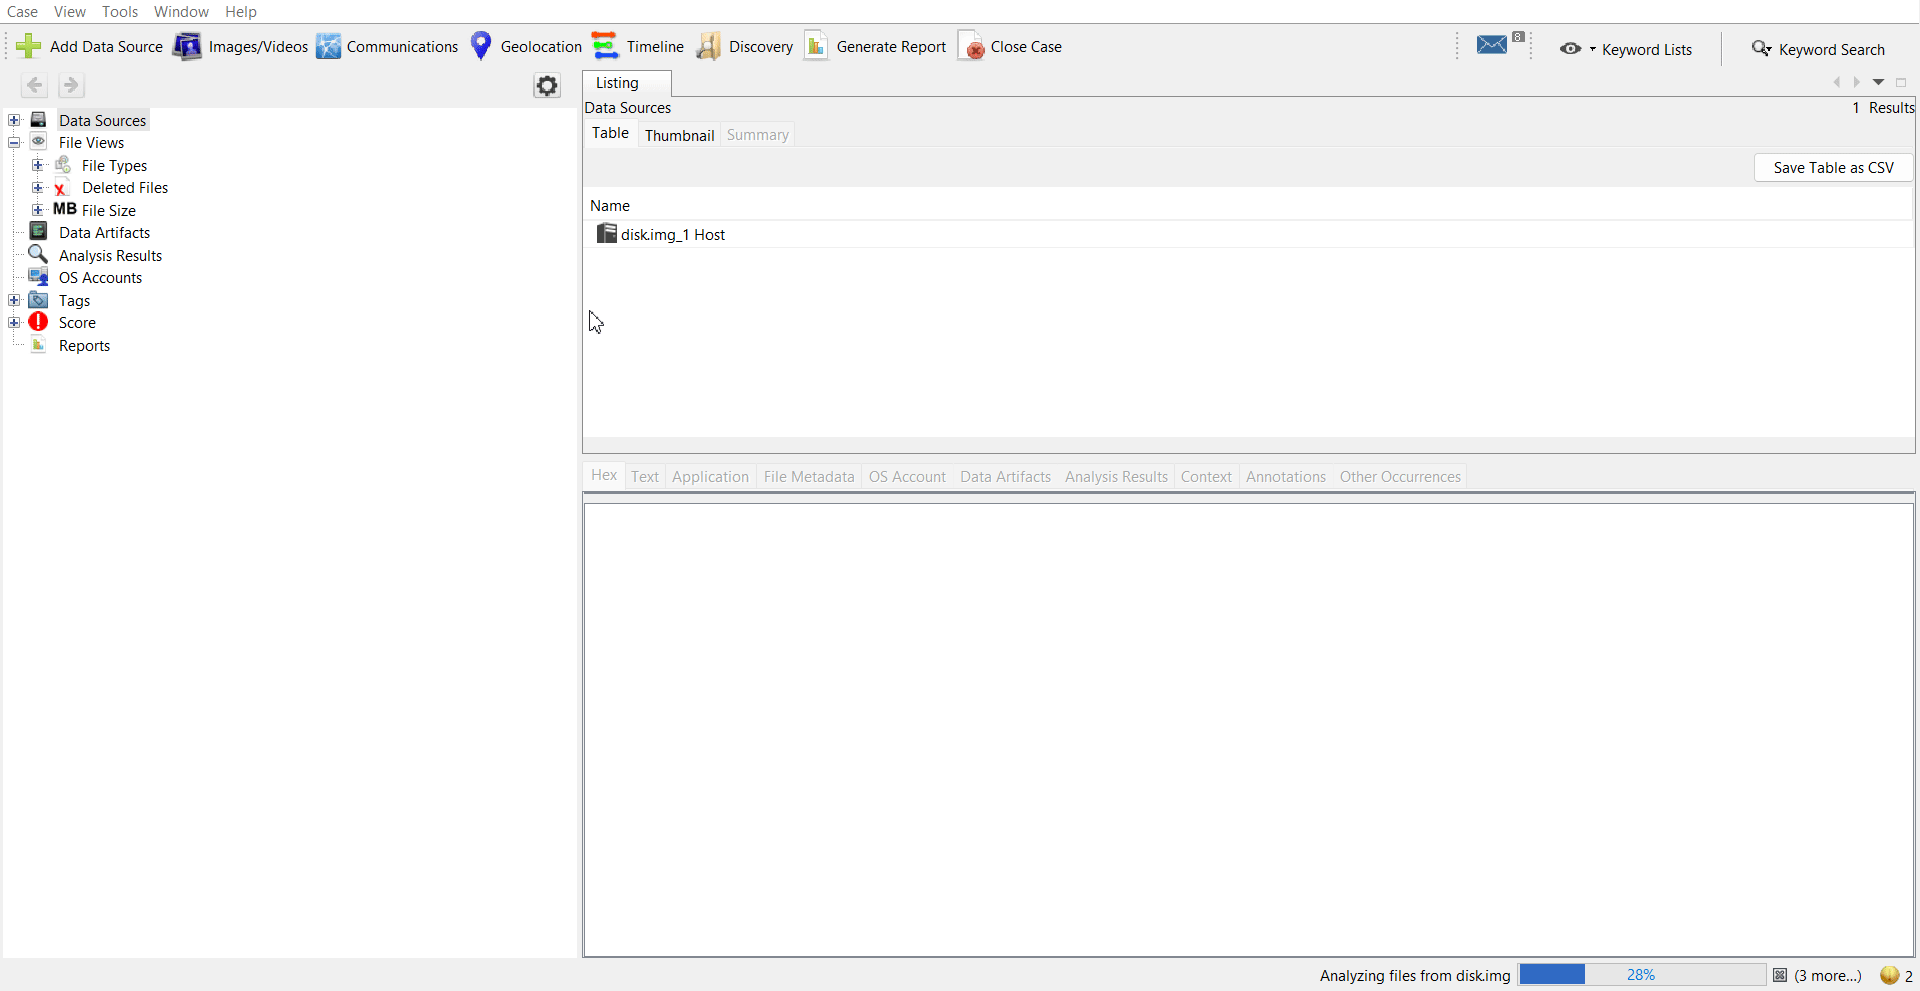 Case View Tools Window Help
Add Data Source Images/Videos Communications Geolocation Timeline Discovery Generate Report Close Case 8 Keyword Lists Keyword Search
Listing
Data Sources 1 Results
Table Thumbnail Summary
Save Table as CSV
Name
disk.img_1 Host
Data Sources
File Views
File Types
Deleted Files
MB File Size
Data Artifacts
Analysis Results
OS Accounts
Tags
Score
Reports
Hex Text Application File Metadata OS Account Data Artifacts Analysis Results Context Annotations Other Occurrences
Analyzing files from disk.img 28% (3 more...) 2